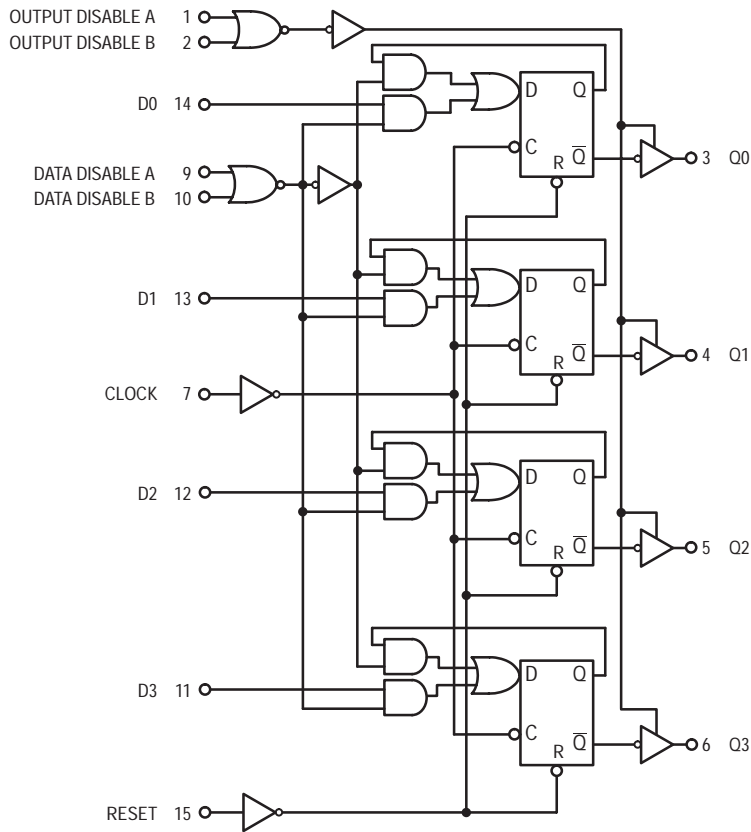 OUTPUT DISABLE A 1
OUTPUT DISABLE B 2
D Q
D0 14
C Q̅ 3 Q0
R
DATA DISABLE A 9
DATA DISABLE B 10
D Q
D1 13
C Q̅ 4 Q1
R
CLOCK 7
D Q
D2 12
C Q̅ 5 Q2
R
D Q
D3 11
C Q̅ 6 Q3
R
RESET 15